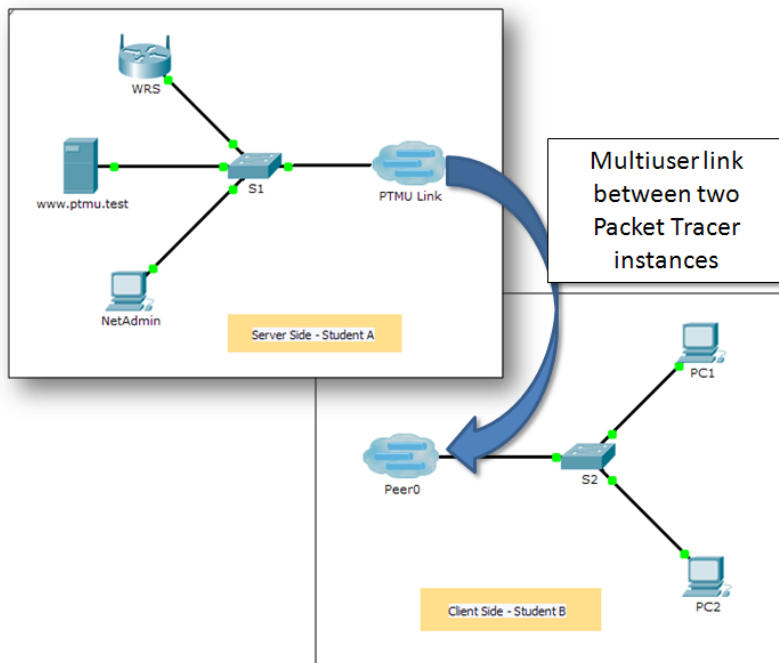 WRS
www.ptmu.test
S1
PTMU Link
NetAdmin
Server Side - Student A
Multiuser link
between two
Packet Tracer
instances
PC1
Peer0
S2
PC2
Client Side - Student B